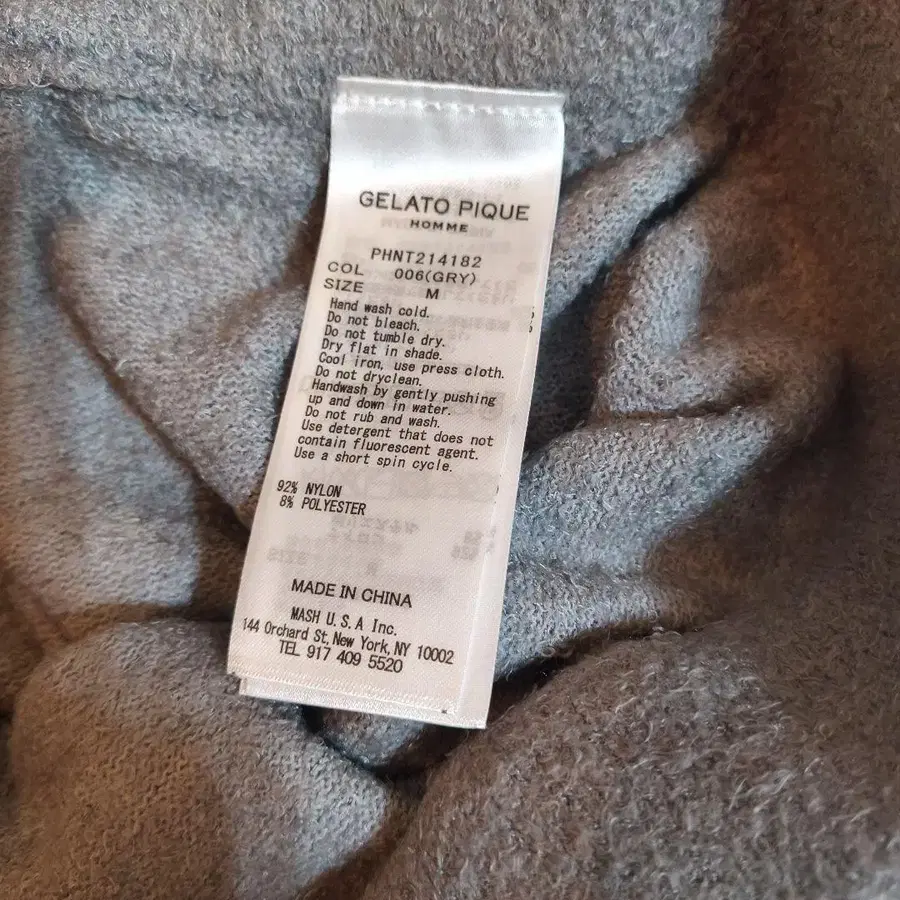 GELATO PIQUE
HOMME
PHNT214182
COL 006(GRY)
SIZE M
Hand wash cold.
Do not bleach.
Do not tumble dry.
Dry flat in shade.
Cool iron, use press cloth.
Do not dryclean.
Handwash by gently pushing
up and down in water.
Do not rub and wash.
Use detergent that does not
contain fluorescent agent.
Use a short spin cycle.
92% NYLON
8% POLYESTER
MADE IN CHINA
MASH U.S.A Inc.
144 Orchard St, New York, NY 10002
TEL 917 409 5520